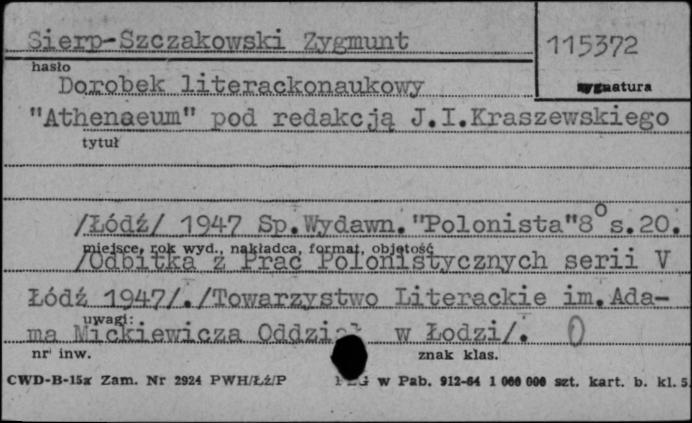 Sierp-Szczakowski Zygmunt
115372
hasło
sygnatura
Dorobek literackonaukowy
"Athenaeum" pod redakcją J.I.Kraszewskiego
tytuł
/Łódź/ 1947 Sp.Wydawn."Polonista"8° s.20.
miejsce, rok wyd., nakładca, format, objętość
/Odbitka z Prac Polonistycznych serii V
Łódź 1947/./Towarzystwo Literackie im.Ada-
uwagi:
ma Mickiewicza Oddział w Łodzi/. 0
nr inw.
znak klas.
CWD-B-15a Zam. Nr 2924 PWH/Łź/P w Pab. 912-64 1 000 000 szt. kart. b. kl. 5.